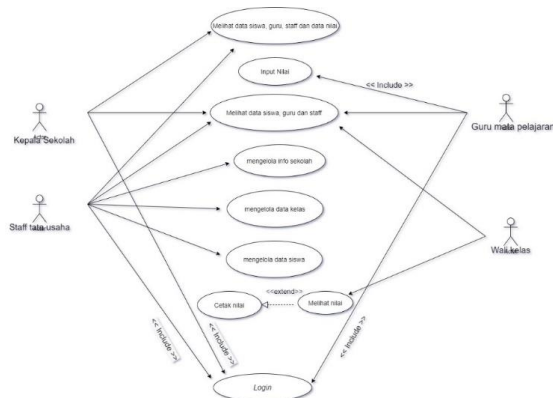 Melihat data siswa, guru, staff dan data nilai
Input Nilai
<< Include >>
Melihat data siswa, guru dan staff
Kepala Sekolah
Guru mata pelajaran
mengelola info sekolah
Staff tata usaha
mengelola data kelas
Wali kelas
mengelola data siswa
<<extend>>
Cetak nilai
Melihat nilai
<< Include >>
<< Include >>
<< Include >>
Login